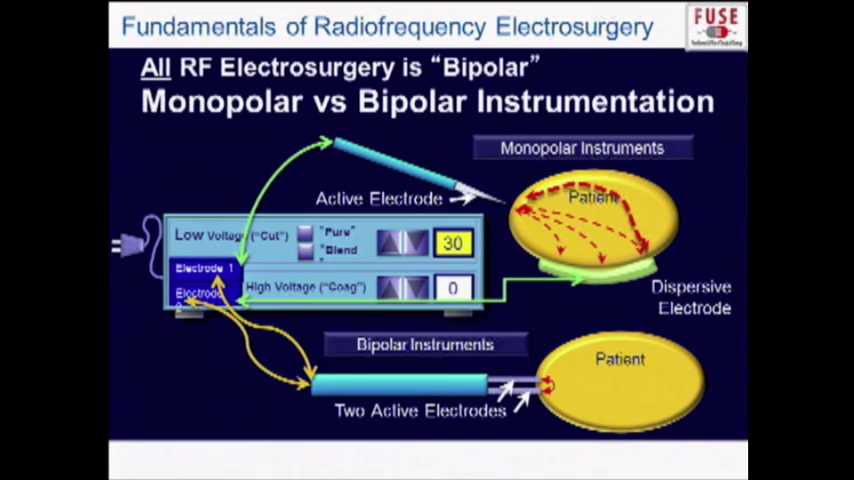 Fundamentals of Radiofrequency Electrosurgery
FUSE
All RF Electrosurgery is “Bipolar”
Monopolar vs Bipolar Instrumentation
Monopolar Instruments
Active Electrode
Patient
Low Voltage (“Cut”)
“Pure”
“Blend
”
30
Electrode 1
High Voltage (“Coag”)
0
Electrode
2
Dispersive
Electrode
Bipolar Instruments
Patient
Two Active Electrodes